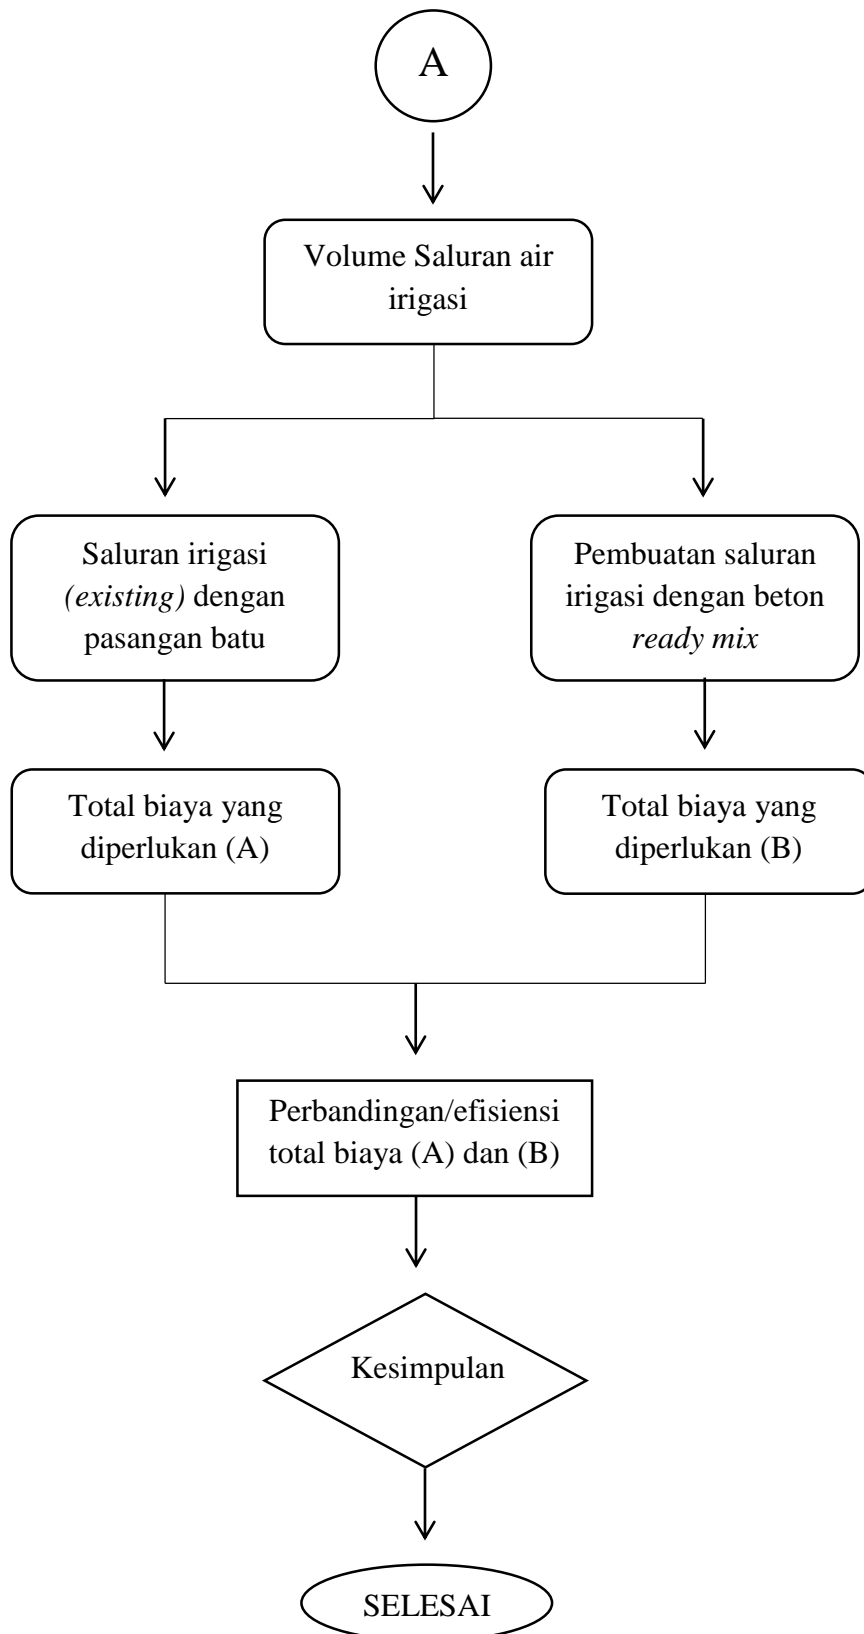 A
Volume Saluran air
irigasi
Saluran irigasi
(existing) dengan
pasangan batu
Pembuatan saluran
irigasi dengan beton
ready mix
Total biaya yang
diperlukan (A)
Total biaya yang
diperlukan (B)
Perbandingan/efisiensi
total biaya (A) dan (B)
Kesimpulan
SELESAI